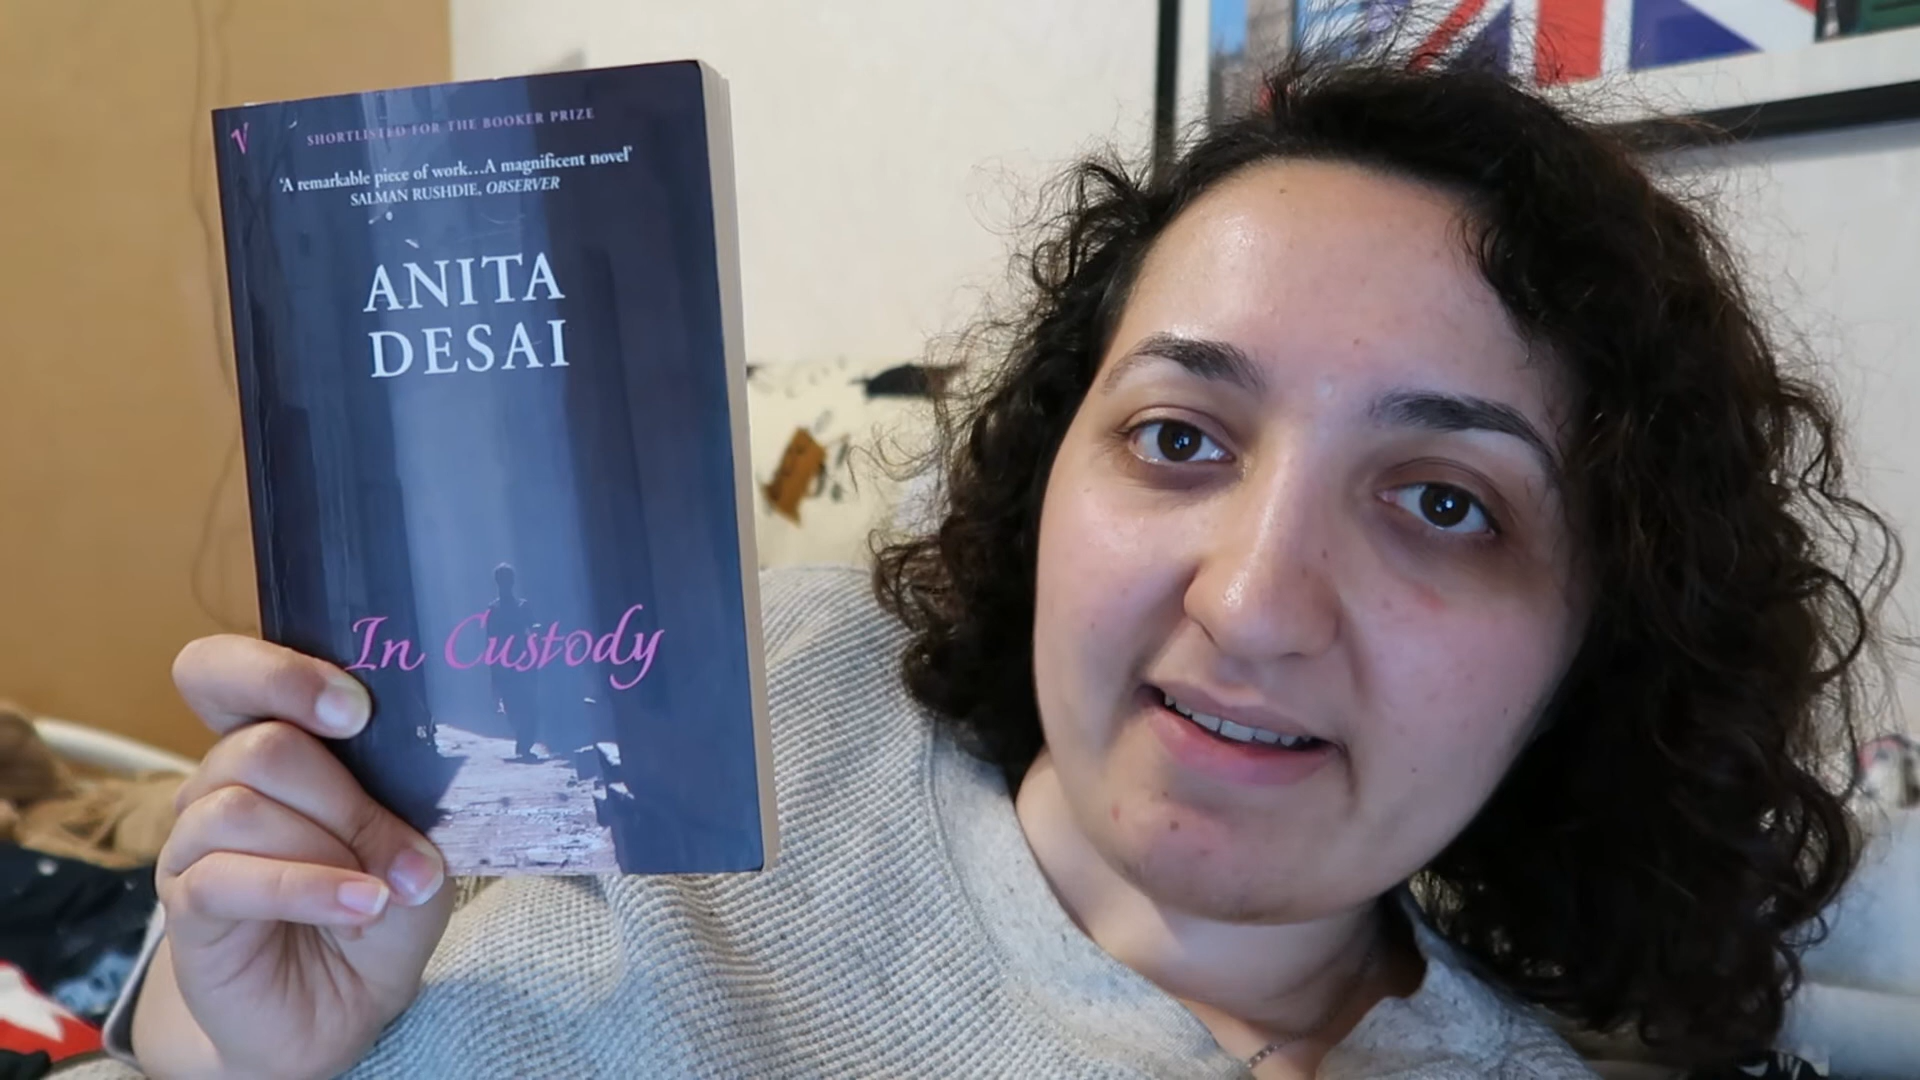 V
SHORTLISTED FOR THE BOOKER PRIZE
'A remarkable piece of work...A magnificent novel'
SALMAN RUSHDIE, OBSERVER
ANITA
DESAI
In Custody